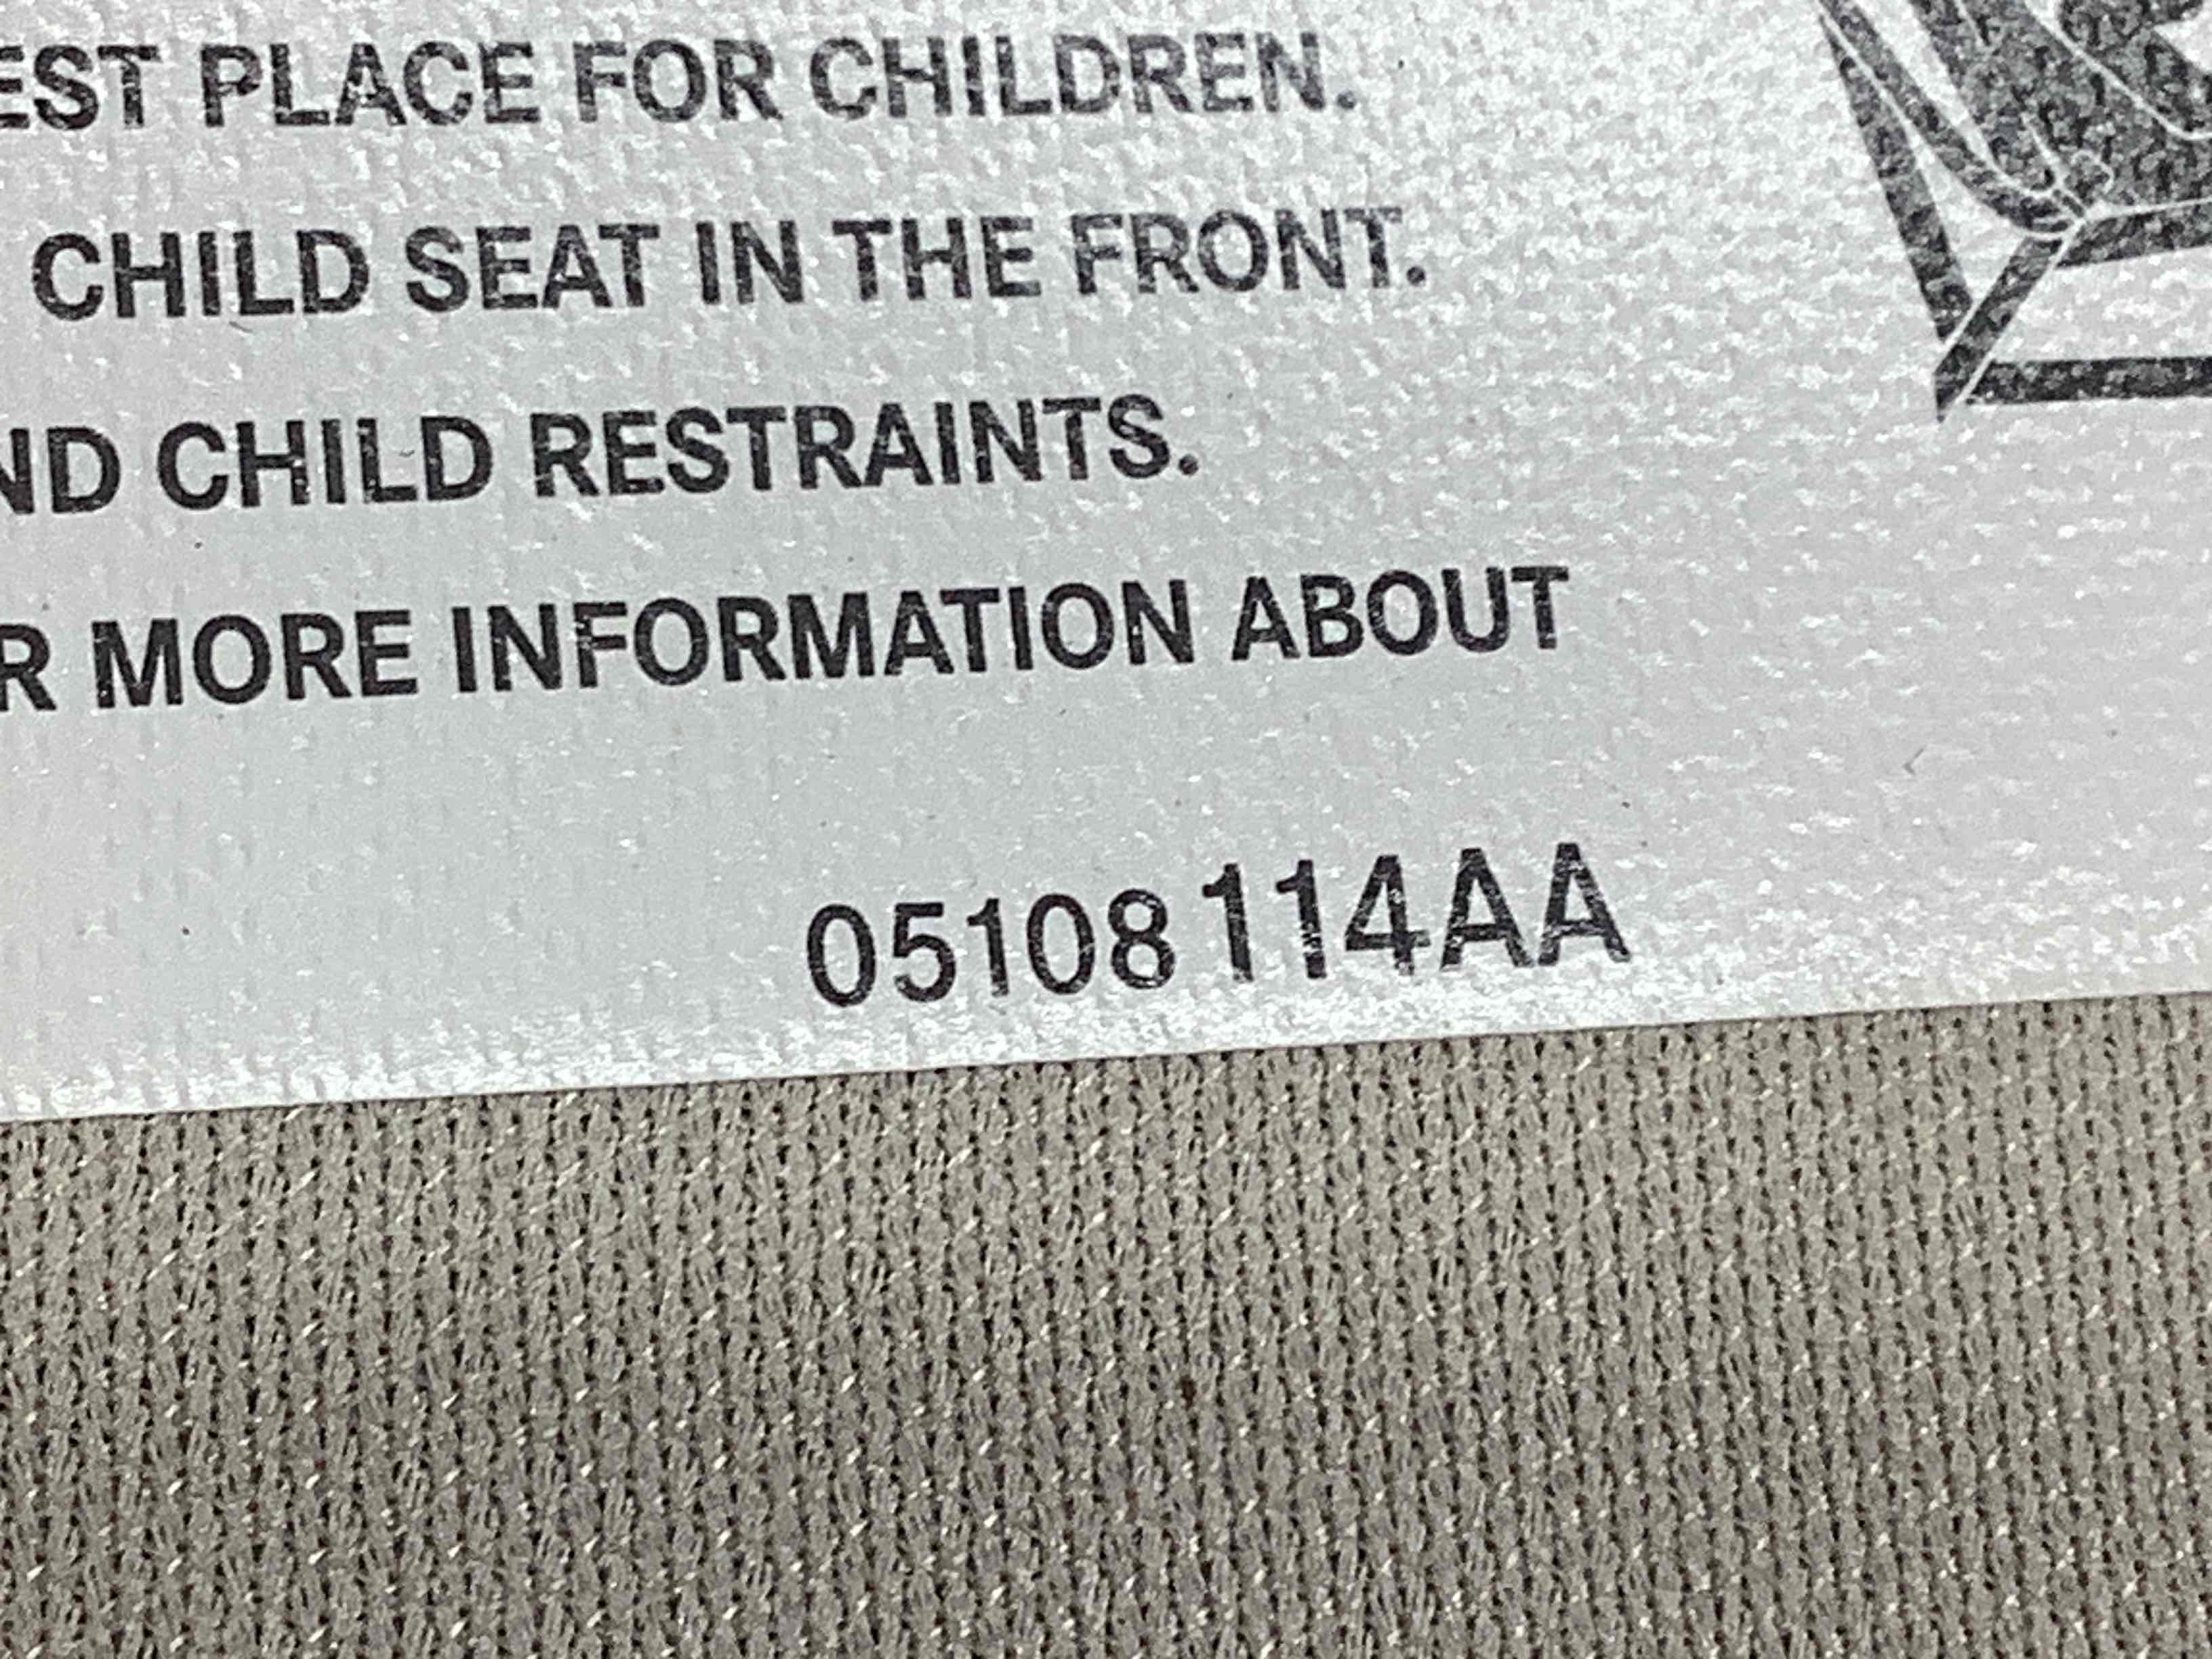 EST PLACE FOR CHILDREN.
CHILD SEAT IN THE FRONT.
ND CHILD RESTRAINTS.
R MORE INFORMATION ABOUT
05108114AA